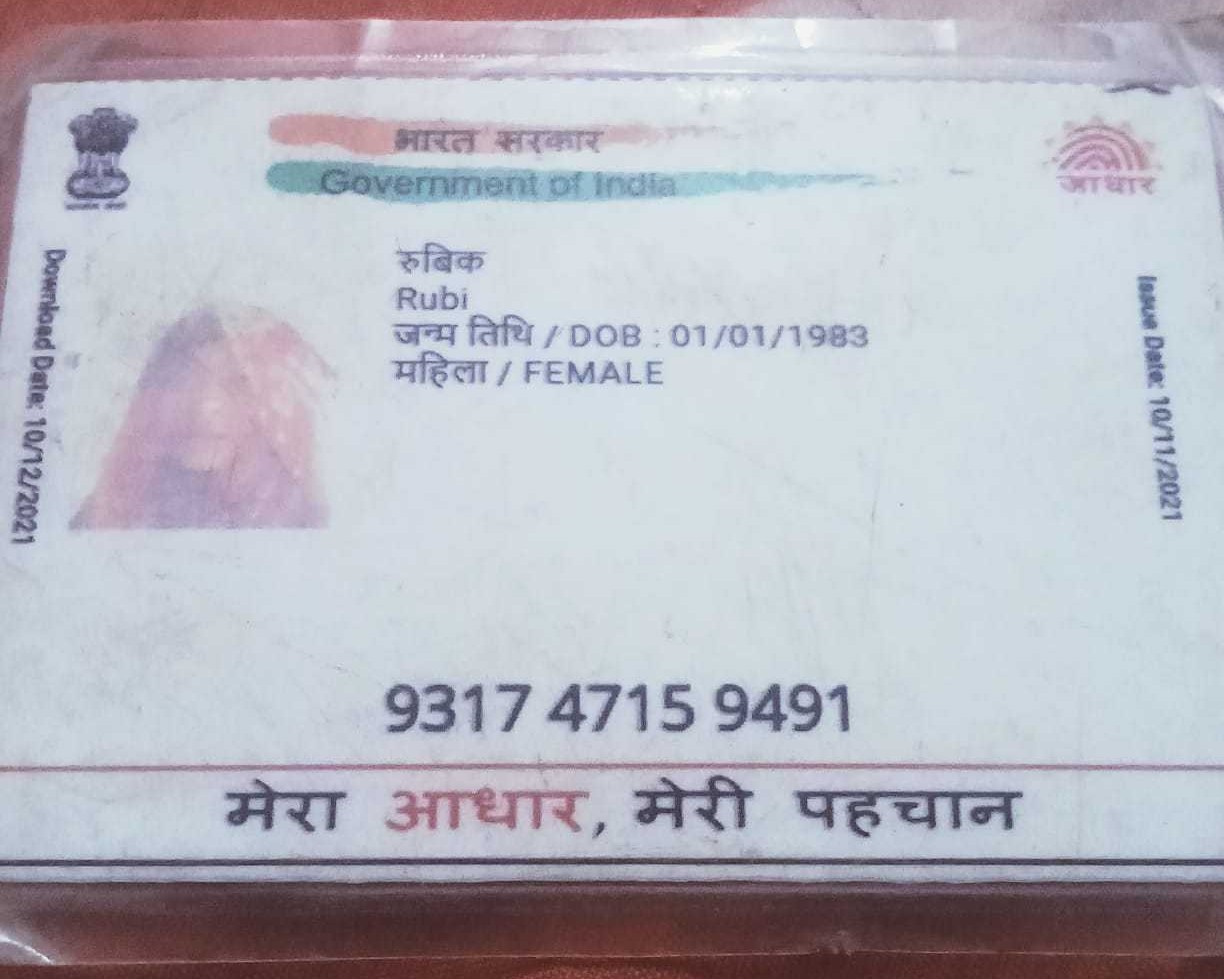 भारत सरकार
Government of India
आधार
Download Date: 10/12/2021
रुबिक
Rubi
जन्म तिथि / DOB : 01/01/1983
महिला / FEMALE
Issue Date: 10/11/2021
9317 4715 9491
मेरा आधार, मेरी पहचान